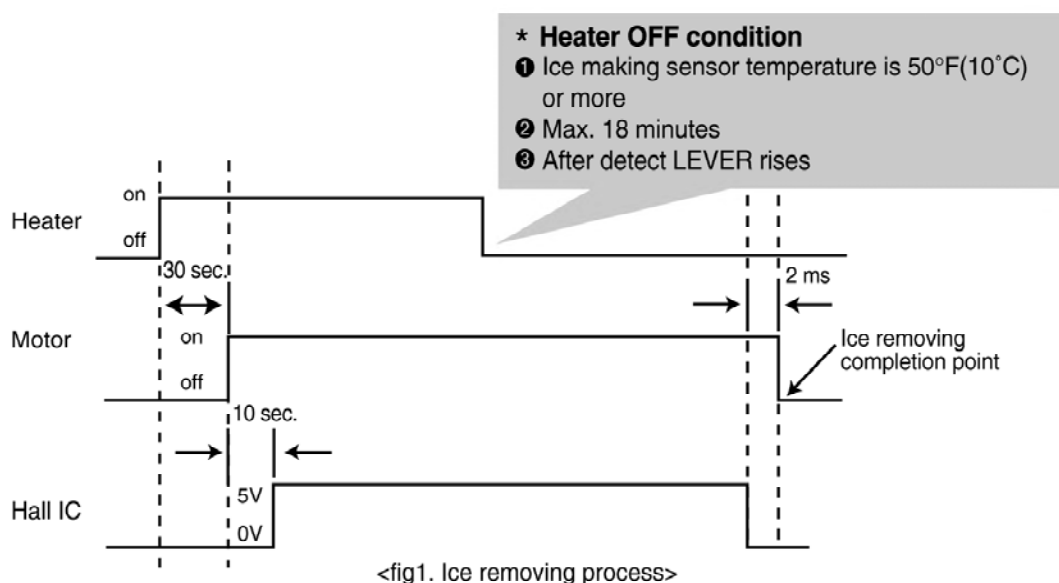 * Heater OFF condition
❶ Ice making sensor temperature is 50°F(10˚C)
or more
❷ Max. 18 minutes
❸ After detect LEVER rises
Heater
on
off
30 sec.
2 ms
Motor
on
off
Ice removing
completion point
10 sec.
Hall IC
5V
0V
<fig1. Ice removing process>